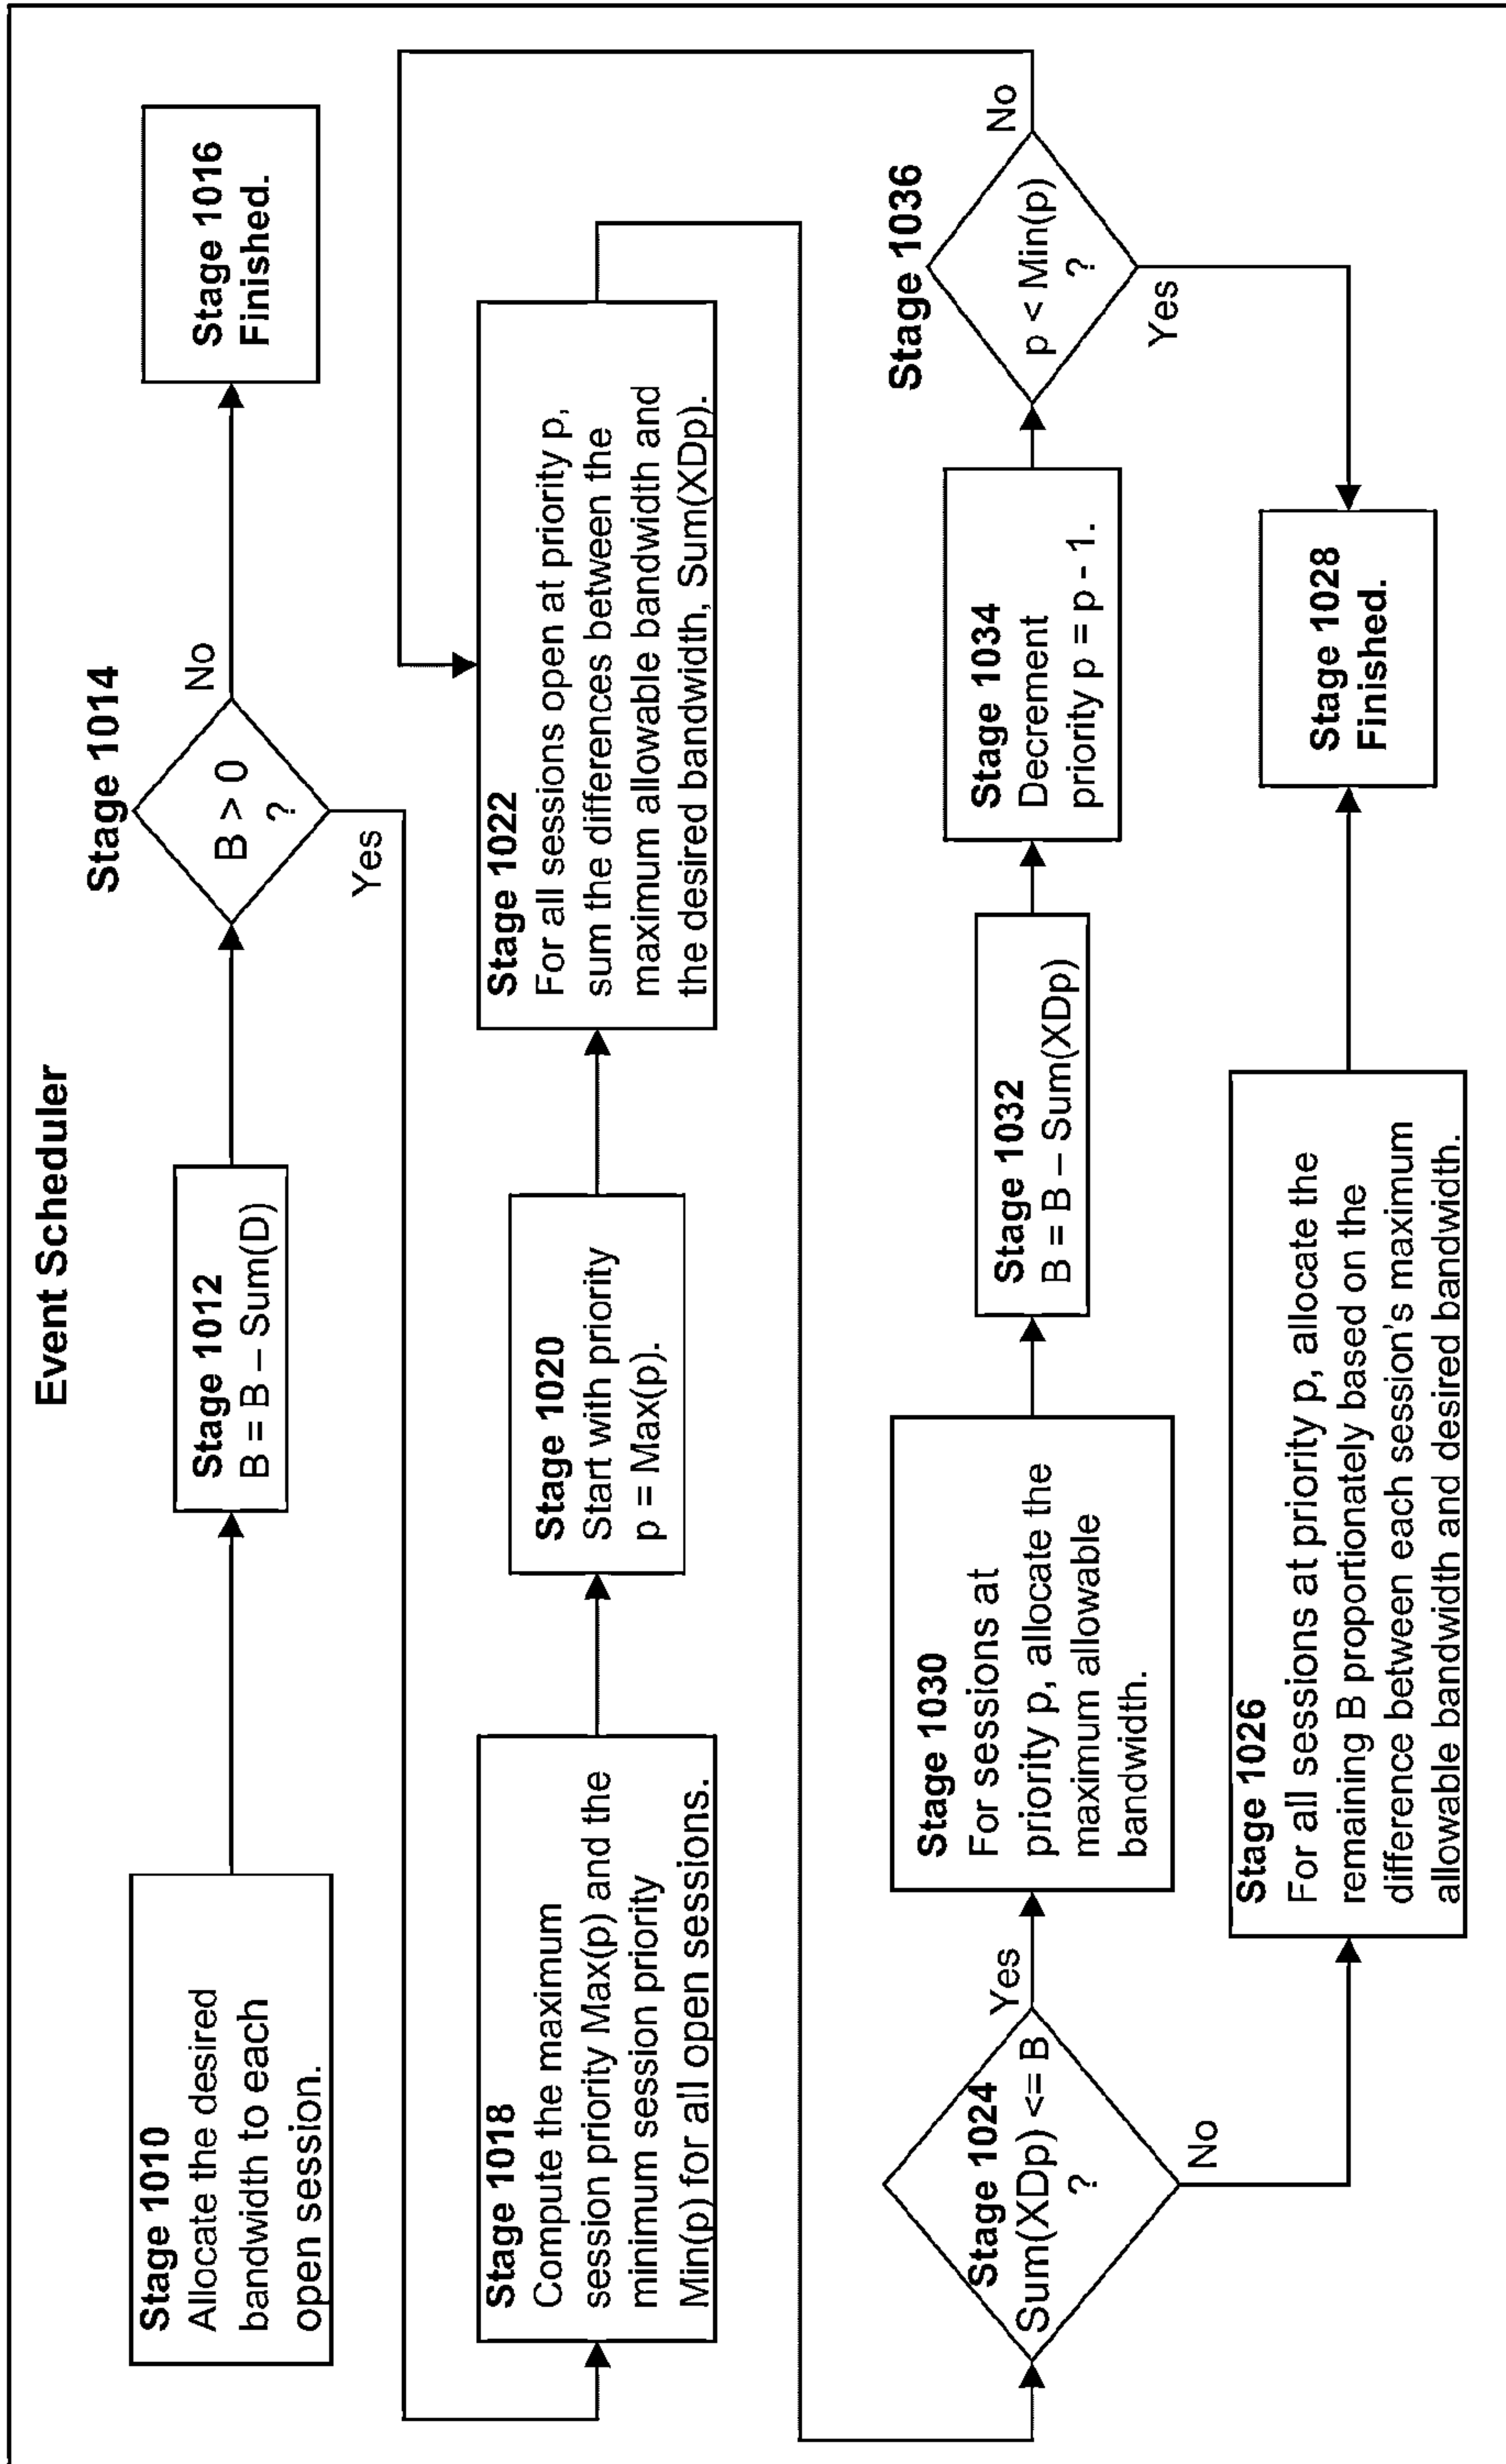 Event Scheduler
Stage 1010
Allocate the desired
bandwidth to each
open session.
Stage 1012
B = B – Sum(D)
Stage 1014
B > 0
?
No
Yes
Stage 1016
Finished.
Stage 1018
Compute the maximum
session priority Max(p) and the
minimum session priority
Min(p) for all open sessions.
Stage 1020
Start with priority
p = Max(p).
Stage 1022
For all sessions open at priority p,
sum the differences between the
maximum allowable bandwidth and
the desired bandwidth, Sum(XDp).
Stage 1024
Sum(XDp) <= B
?
Yes
No
Stage 1030
For sessions at
priority p, allocate the
maximum allowable
bandwidth.
Stage 1032
B = B – Sum(XDp)
Stage 1034
Decrement
priority p = p - 1.
Stage 1036
p < Min(p)
?
No
Yes
Stage 1026
For all sessions at priority p, allocate the
remaining B proportionately based on the
difference between each session's maximum
allowable bandwidth and desired bandwidth.
Stage 1028
Finished.